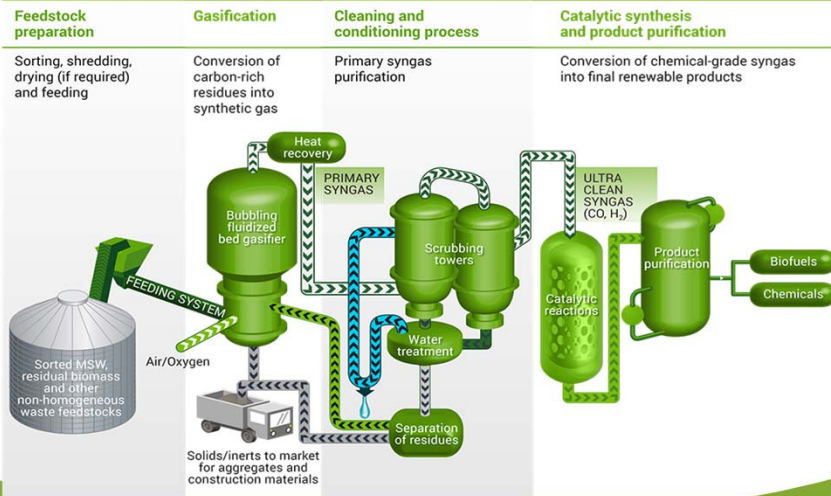 Feedstock
preparation
Sorting, shredding,
drying (if required)
and feeding
Gasification
Conversion of
carbon-rich
residues into
synthetic gas
Cleaning and
conditioning process
Primary syngas
purification
Catalytic synthesis
and product purification
Conversion of chemical-grade syngas
into final renewable products
Heat
recovery
PRIMARY
SYNGAS
ULTRA
CLEAN
SYNGAS
(CO, H₂)
Bubbling
fluidized
bed gasifier
Scrubbing
towers
Product
purification
Biofuels
Chemicals
FEEDING SYSTEM
Catalytic
reactions
Water
treatment
Air/Oxygen
Sorted MSW,
residual biomass
and other
non-homogeneous
waste feedstocks
Separation
of residues
Solids/inerts to market
for aggregates and
construction materials